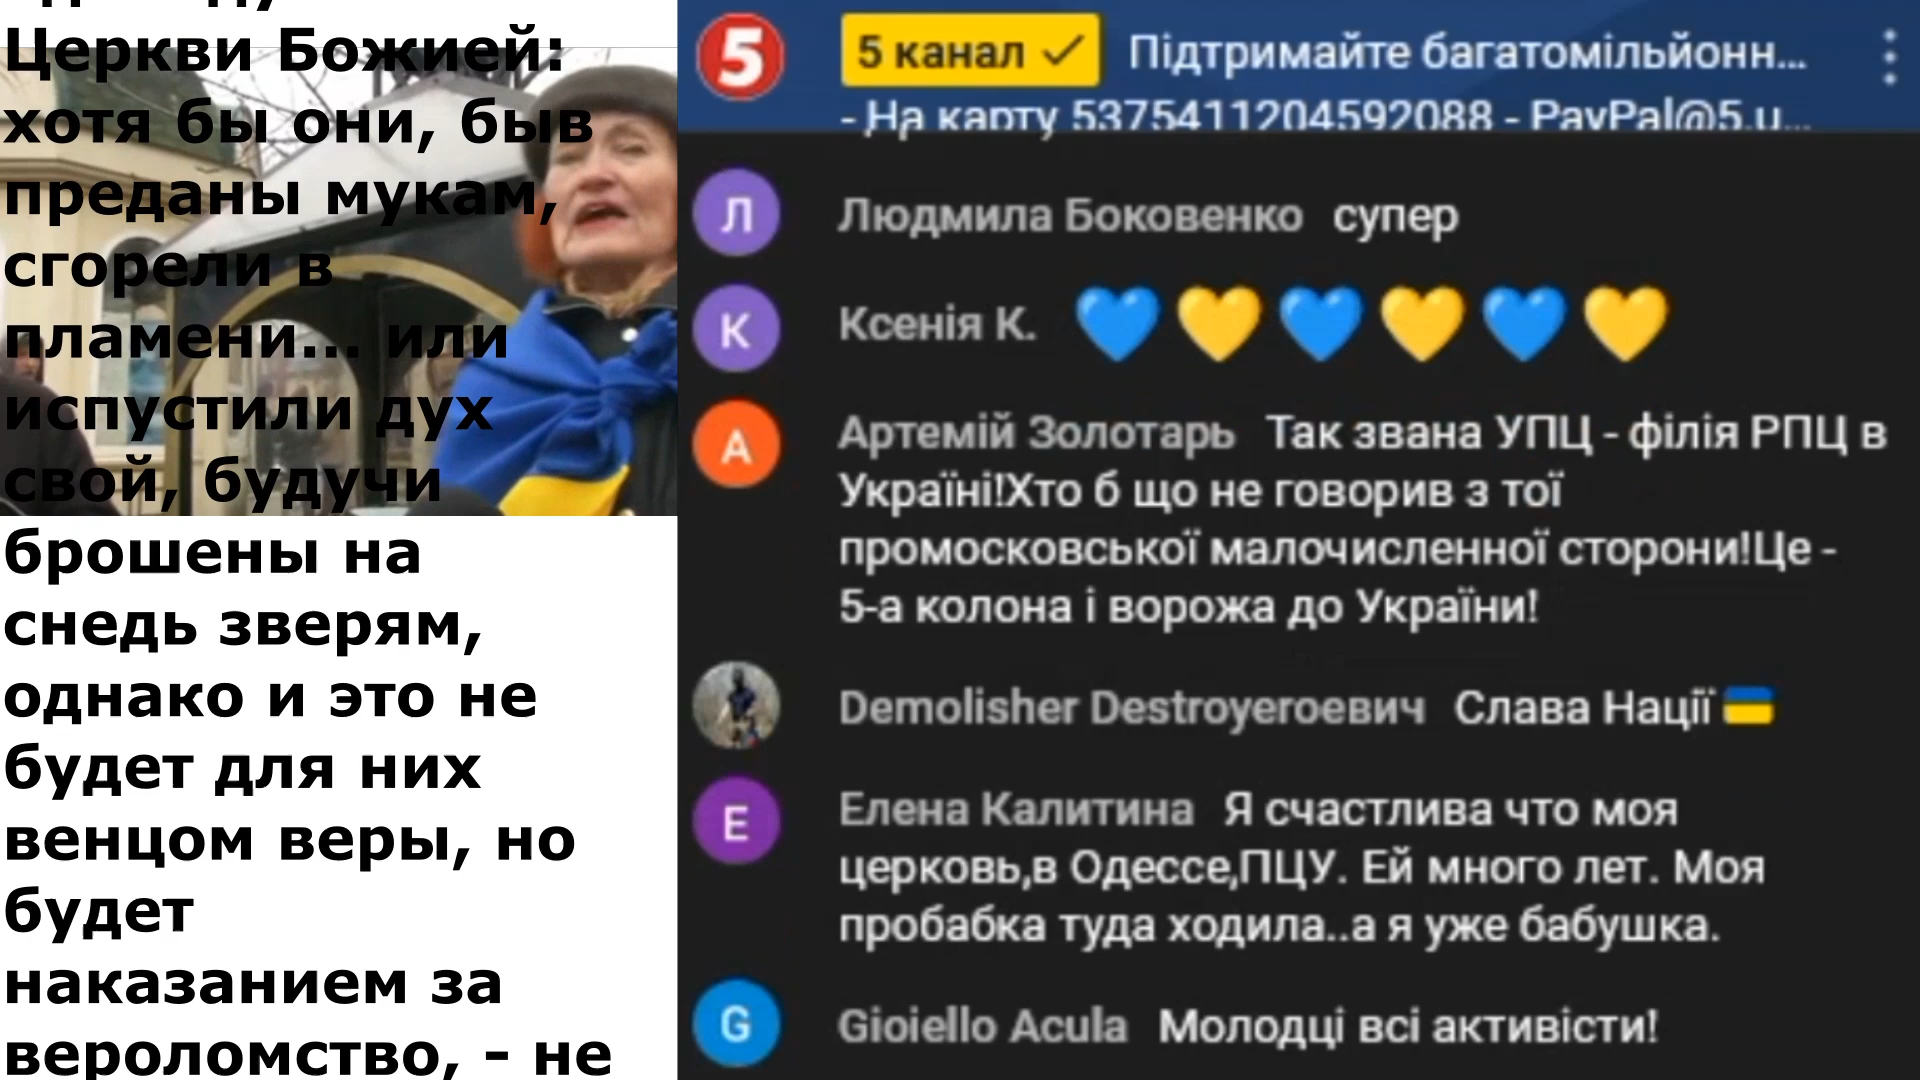 Церкви Божией:
хотя бы они, быв
преданы мукам,
сгорели в
пламени... или
испустили дух
свой, будучи
брошены на
снедь зверям,
однако и это не
будет для них
венцом веры, но
будет
наказанием за
вероломство, - не
5
5 канал ✓ Підтримайте багатомільйонн...
- На карту 5375411204592088 - PayPal@5.u...
Л
Людмила Боковенко супер
К
Ксенія К. 💙💛💙💛💙💛
А
Артемій Золотарь Так звана УПЦ - філія РПЦ в
Україні!Хто б що не говорив з тої
промосковської малочисленної сторони!Це -
5-а колона і ворожа до України!
Demolisher Destroyeroевич Слава Нації 🇺🇦
Е
Елена Калитина Я счастлива что моя
церковь,в Одессе,ПЦУ. Ей много лет. Моя
пробабка туда ходила..а я уже бабушка.
G
Gioiello Acula Молодці всі активісти!